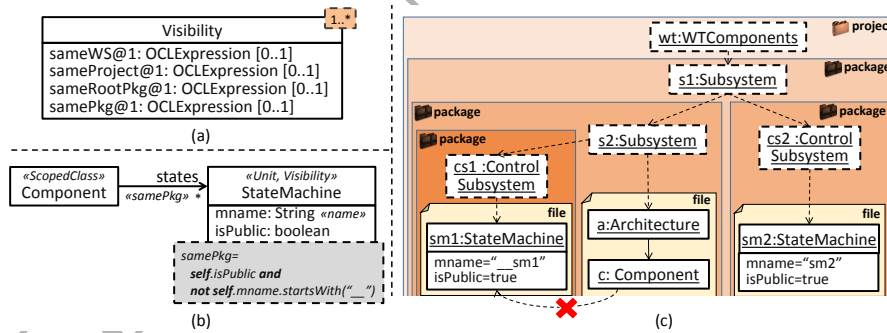 Visibility
1..*
sameWS@1: OCLExpression [0..1]
sameProject@1: OCLExpression [0..1]
sameRootPkg@1: OCLExpression [0..1]
samePkg@1: OCLExpression [0..1]
(a)
«ScopedClass»
Component
states
«samePkg» *
«Unit, Visibility»
StateMachine
mname: String «name»
isPublic: boolean
samePkg=
self.isPublic and
not self.mname.startsWith("__")
(b)
project
wt:WTComponents
package
s1:Subsystem
package
package
package
s2:Subsystem
cs1 :Control
Subsystem
cs2 :Control
Subsystem
file
sm1:StateMachine
mname="__sm1"
isPublic=true
file
a:Architecture
c: Component
file
sm2:StateMachine
mname="sm2"
isPublic=true
(c)